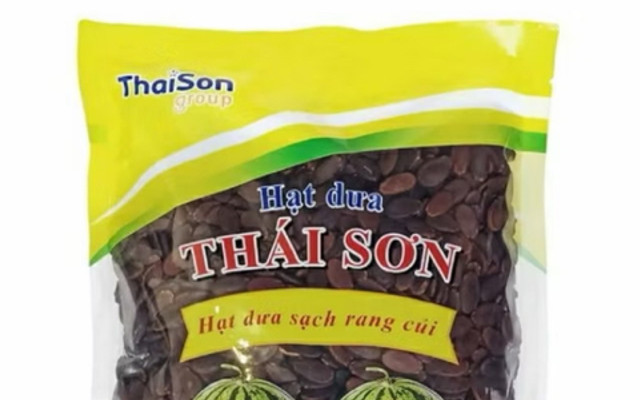 ThaiSon
group
Hạt dưa
THÁI SƠN
Hạt dưa sạch rang củi